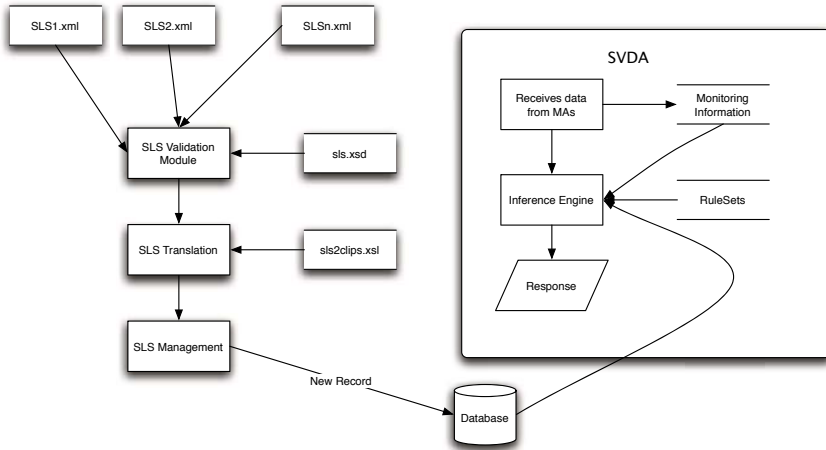 SLS1.xml
SLS2.xml
SLSn.xml
SLS Validation
Module
sls.xsd
SLS Translation
sls2clips.xsl
SLS Management
New Record
Database
SVDA
Receives data
from MAs
Monitoring
Information
Inference Engine
RuleSets
Response